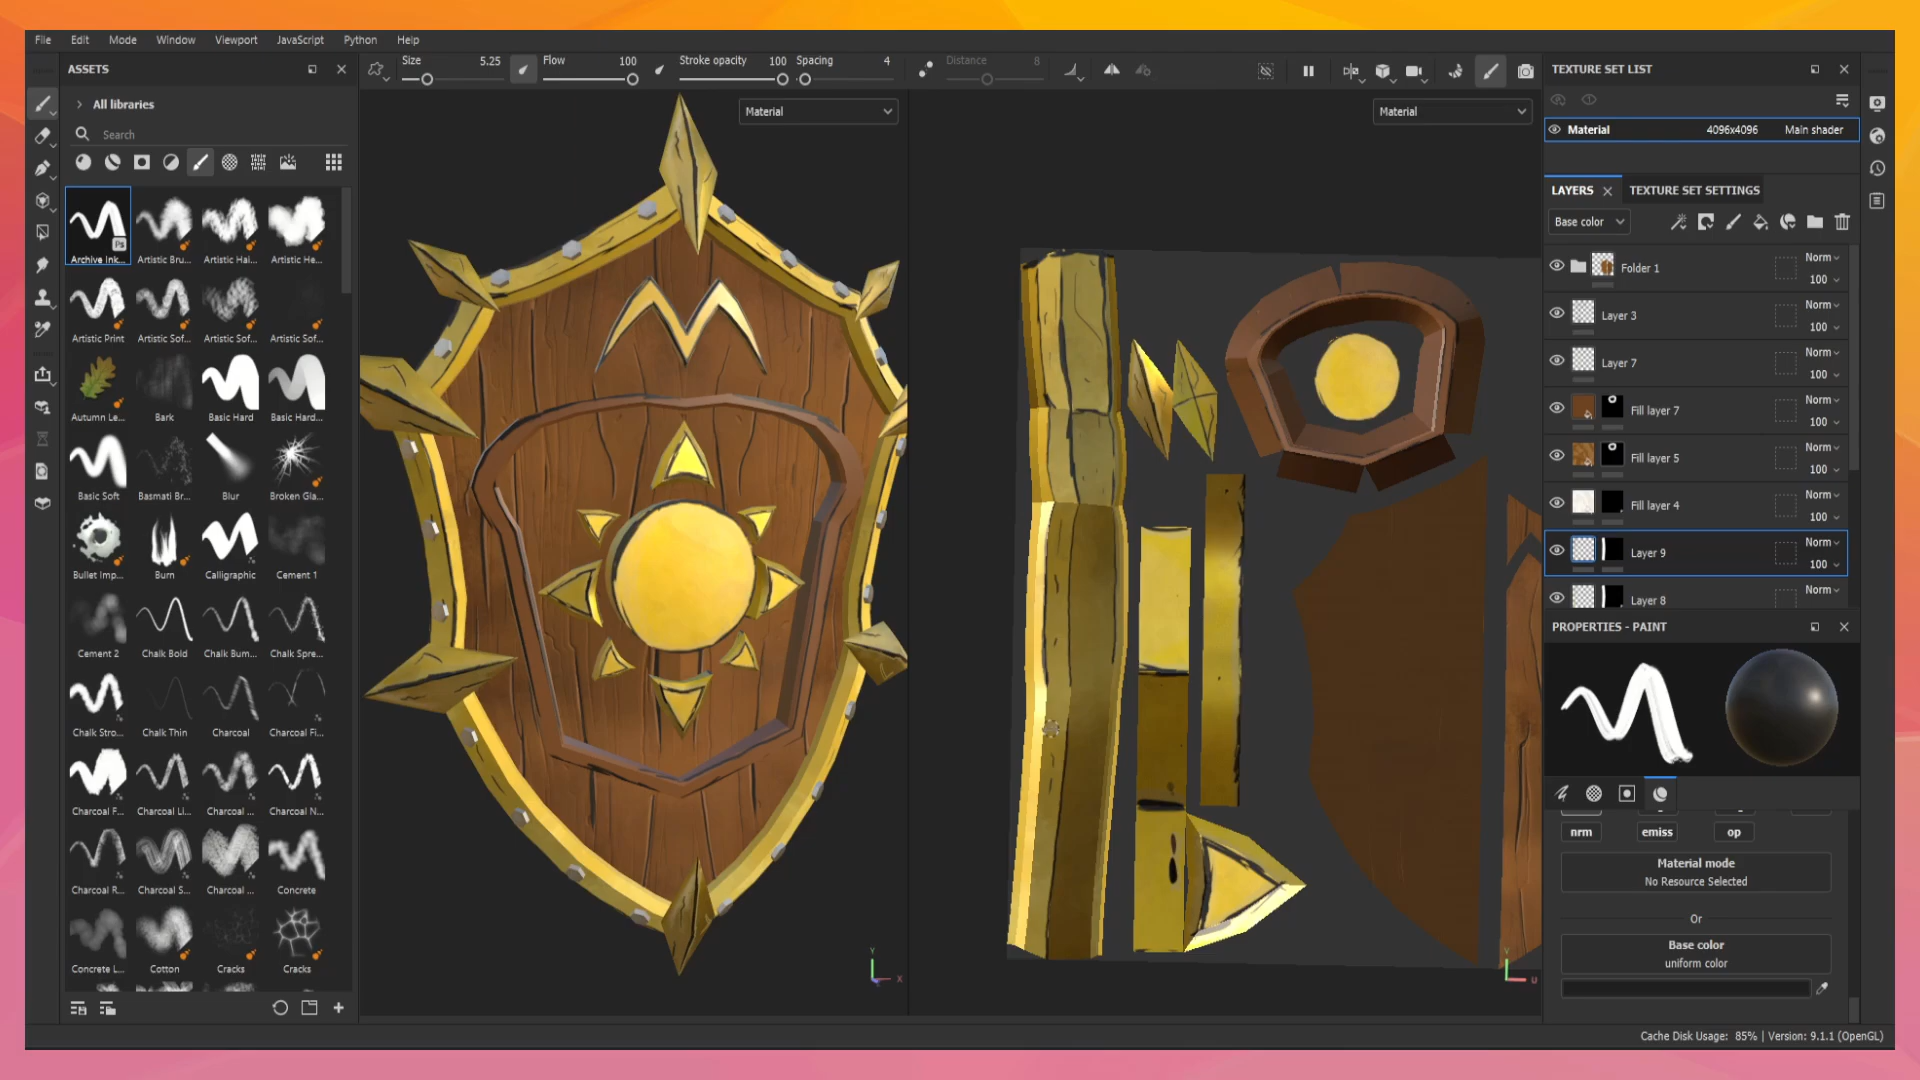 File Edit Mode Window Viewport JavaScript Python Help
ASSETS
All libraries
Search
Archive Ink... Artistic Bru... Artistic Hai... Artistic He...
Artistic Print Artistic Sof... Artistic Sof... Artistic Sof...
Autumn Le... Bark Basic Hard Basic Hard...
Basic Soft Basmati Br... Blur Broken Gla...
Bullet Imp... Burn Calligraphic Cement 1
Cement 2 Chalk Bold Chalk Bum... Chalk Spre...
Chalk Stro... Chalk Thin Charcoal Charcoal Fi...
Charcoal F... Charcoal Li... Charcoal ... Charcoal N...
Charcoal R... Charcoal S... Charcoal ... Concrete
Concrete L... Cotton Cracks Cracks
Size 5.25 Flow 100 Stroke opacity 100 Spacing 4 Distance 8
Material
Material
Y
X
U
TEXTURE SET LIST
Material 4096x4096 Main shader
LAYERS TEXTURE SET SETTINGS
Base color
Folder 1 Norm 100
Layer 3 Norm 100
Layer 7 Norm 100
Fill layer 7 Norm 100
Fill layer 5 Norm 100
Fill layer 4 Norm 100
Layer 9 Norm 100
Layer 8 Norm
PROPERTIES - PAINT
nrm emiss op
Material mode
No Resource Selected
Or
Base color
uniform color
Cache Disk Usage: 85% | Version: 9.1.1 (OpenGL)